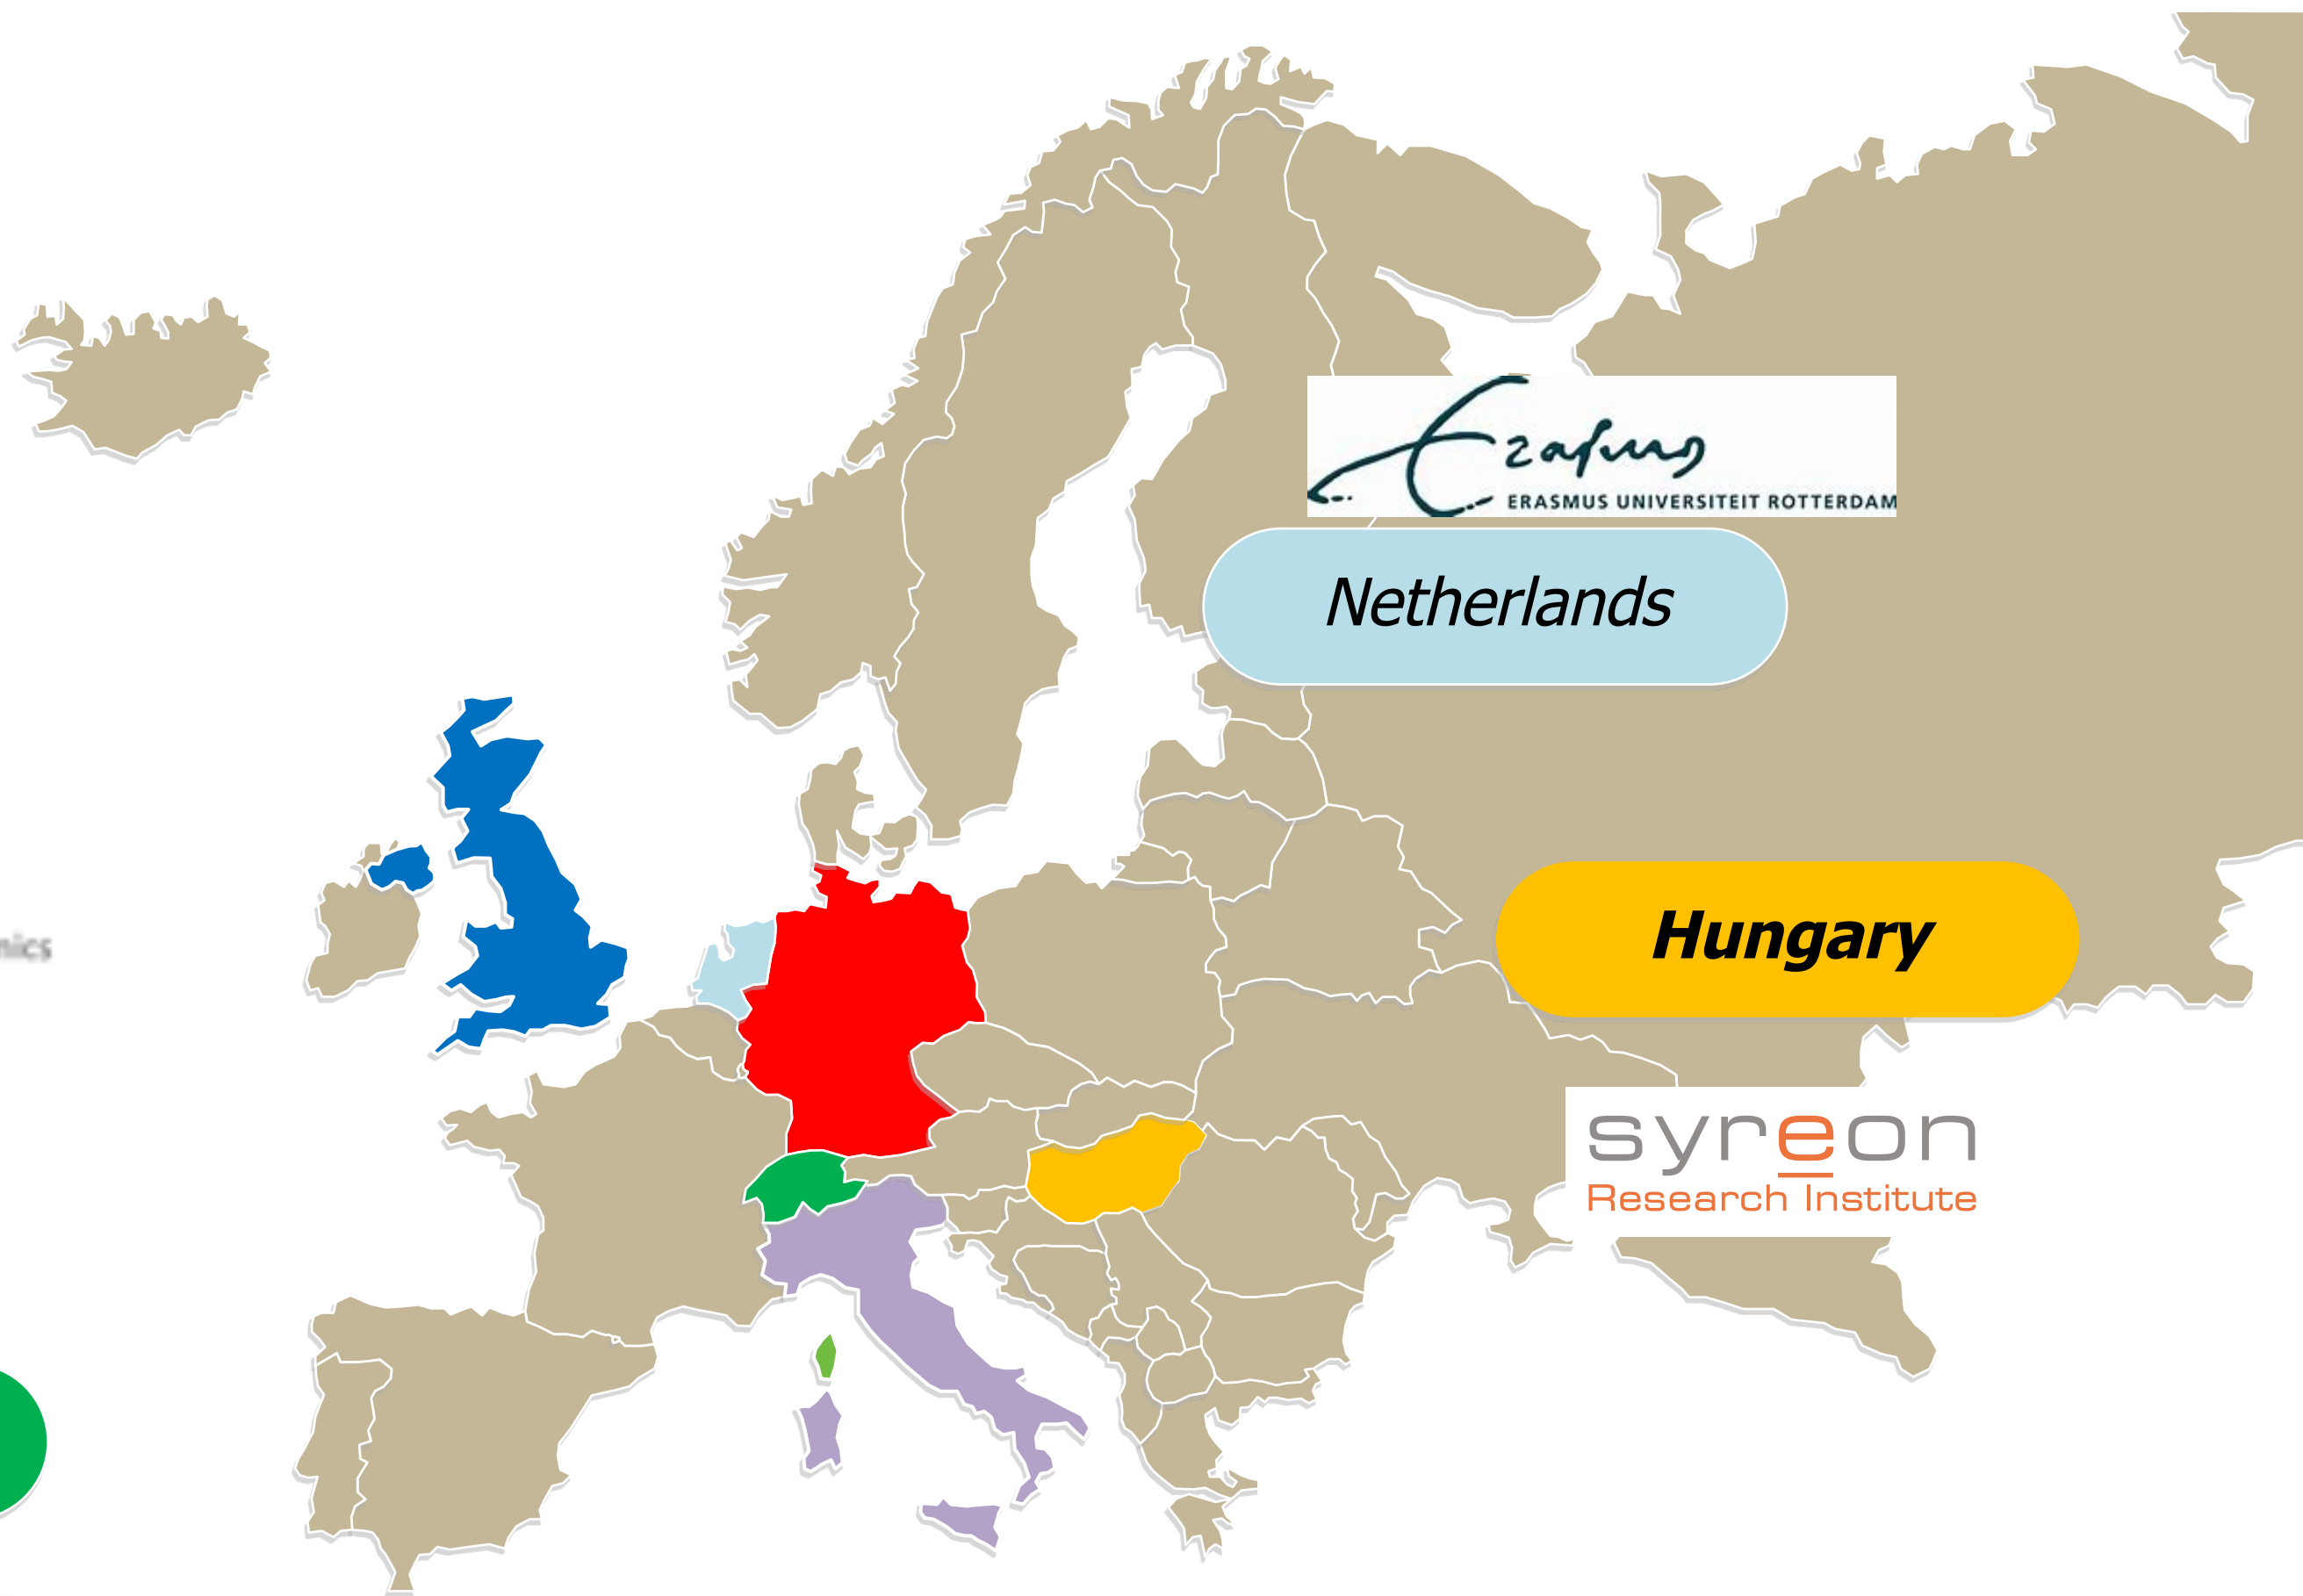 Erasmus
ERASMUS UNIVERSITEIT ROTTERDAM
Netherlands
Hungary
syreon
Research Institute